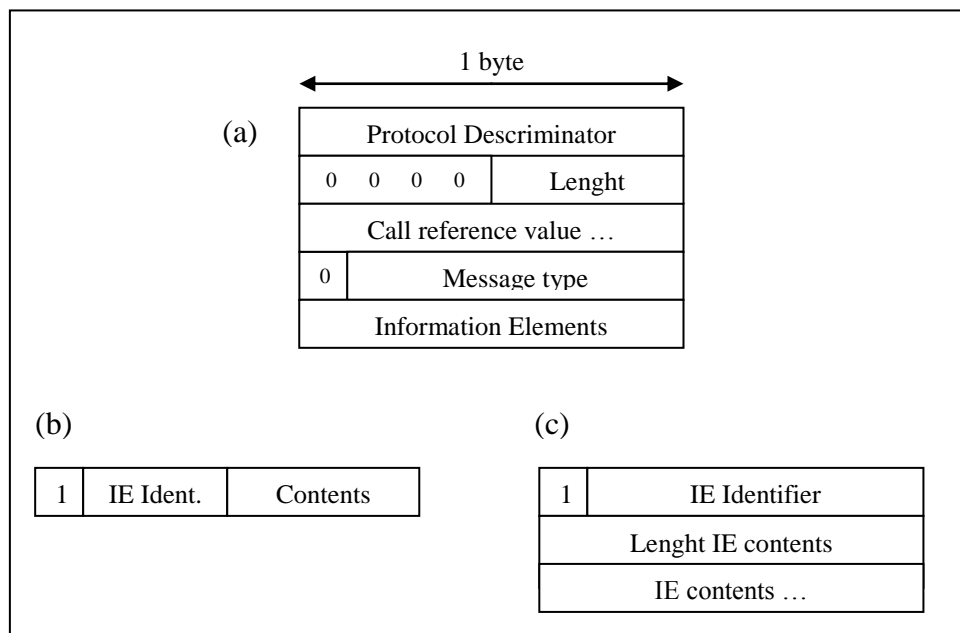 1 byte
(a)
Protocol Descriminator
0 0 0 0 Lenght
Call reference value …
0 Message type
Information Elements
(b) (c)
1 IE Ident. Contents
1 IE Identifier
Lenght IE contents
IE contents …